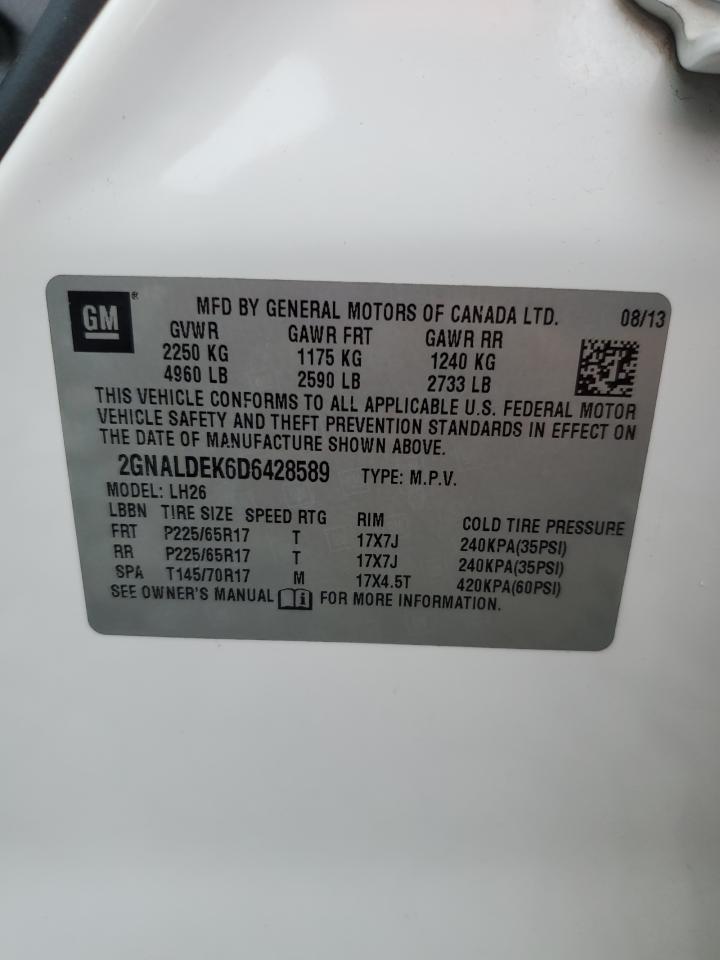 GM ® MFD BY GENERAL MOTORS OF CANADA LTD. 08/13
GVWR GAWR FRT GAWR RR
2250 KG 1175 KG 1240 KG
4960 LB 2590 LB 2733 LB
THIS VEHICLE CONFORMS TO ALL APPLICABLE U.S. FEDERAL MOTOR
VEHICLE SAFETY AND THEFT PREVENTION STANDARDS IN EFFECT ON
THE DATE OF MANUFACTURE SHOWN ABOVE.
2GNALDEK6D6428589 TYPE: M.P.V.
MODEL: LH26
LBBN TIRE SIZE SPEED RTG RIM COLD TIRE PRESSURE
FRT P225/65R17 T 17X7J 240KPA(35PSI)
RR P225/65R17 T 17X7J 240KPA(35PSI)
SPA T145/70R17 M 17X4.5T 420KPA(60PSI)
SEE OWNER'S MANUAL i FOR MORE INFORMATION.